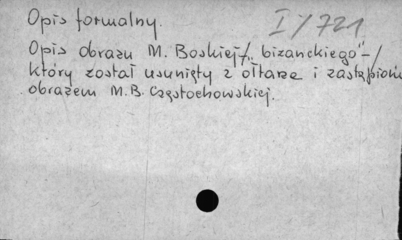 Opis formalny. I/721
Opis obrazu M. Boskiej /„bizanckiego"-/
który został usunięty z ołtarza i zastąpiony
obrazem M.B. Częstochowskiej.